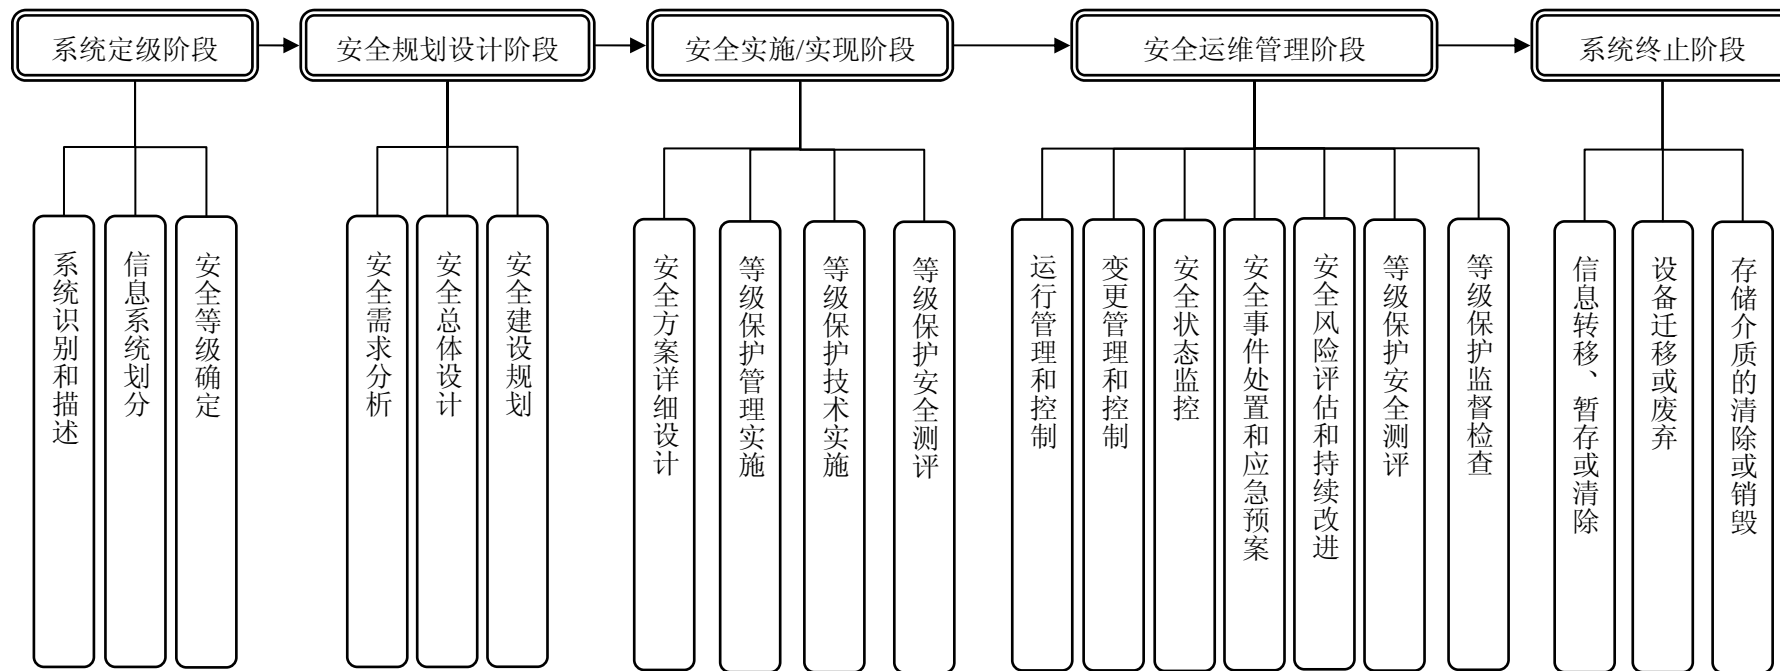 系统定级阶段
安全规划设计阶段
安全实施/实现阶段
安全运维管理阶段
系统终止阶段
系统识别和描述
信息系统划分
安全等级确定
安全需求分析
安全总体设计
安全建设规划
安全方案详细设计
等级保护管理实施
等级保护技术实施
等级保护安全测评
运行管理和控制
变更管理和控制
安全状态监控
安全事件处置和应急预案
安全风险评估和持续改进
等级保护安全测评
等级保护监督检查
信息转移、暂存或清除
设备迁移或废弃
存储介质的清除或销毁